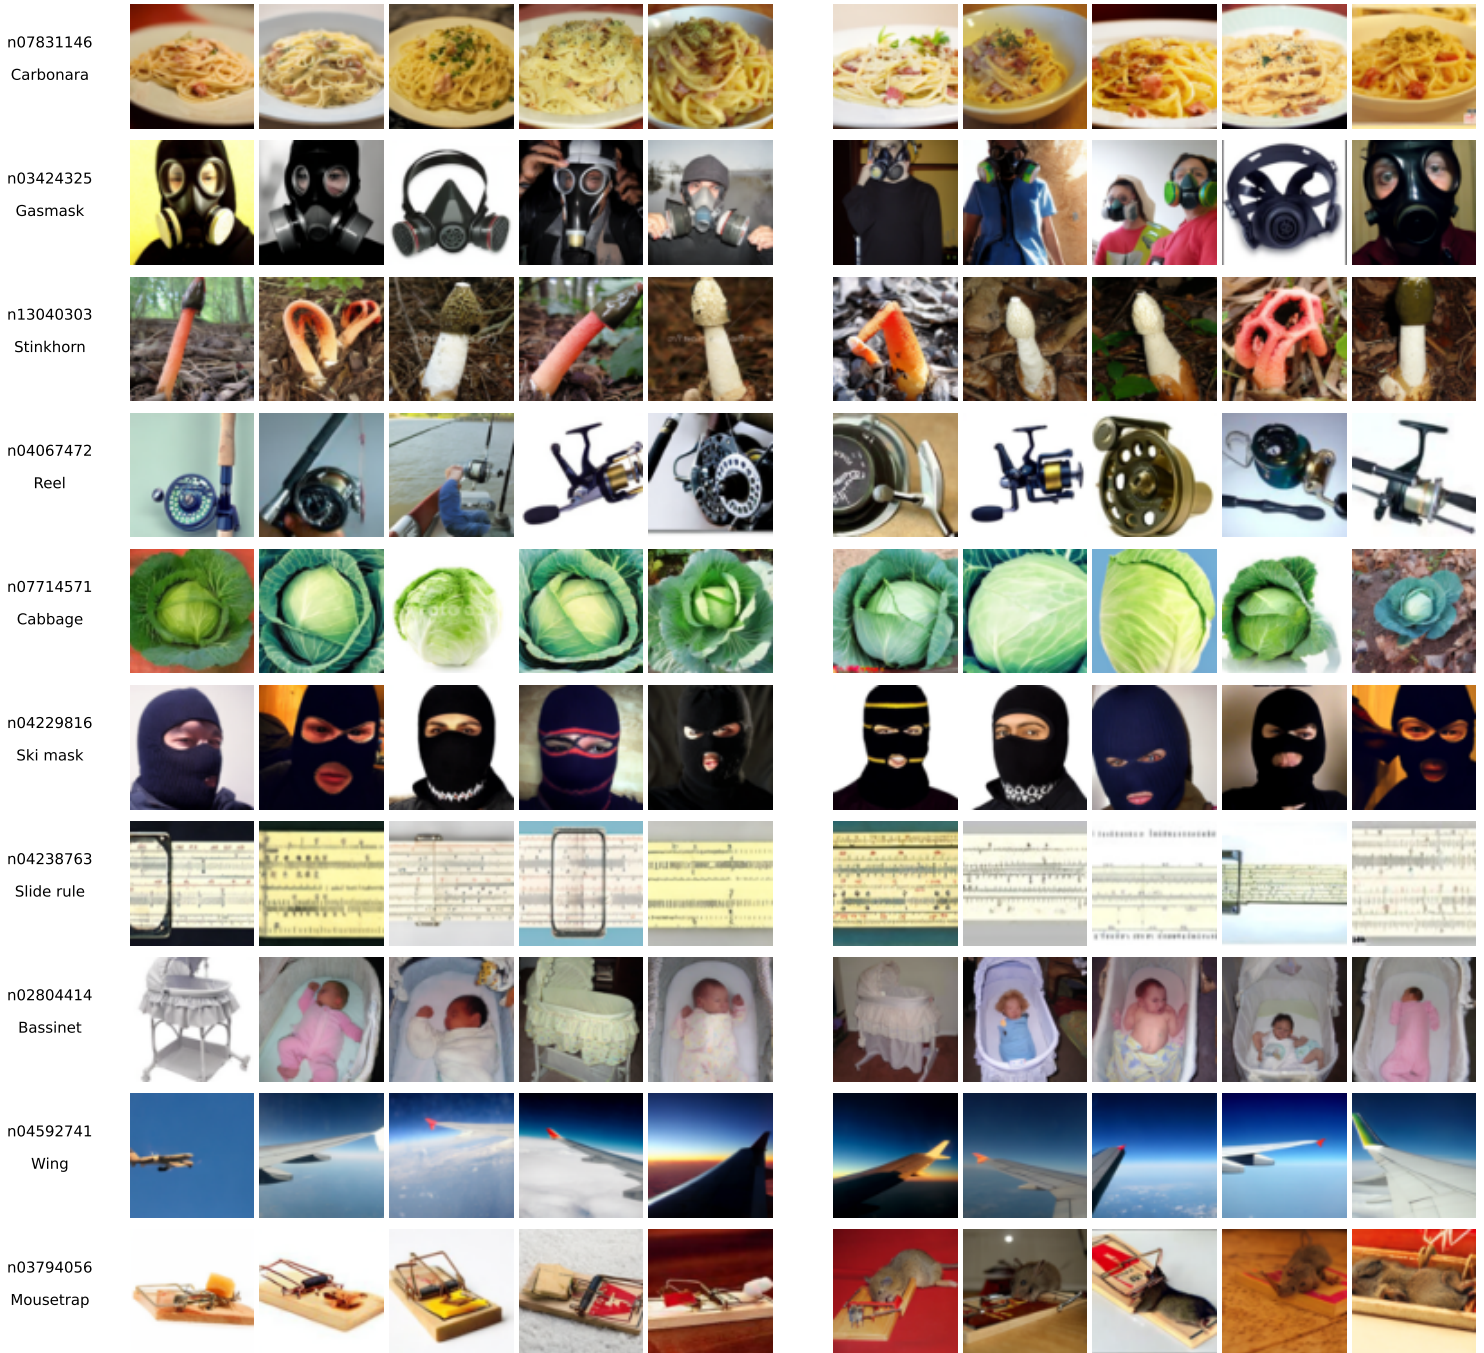 n07831146
Carbonara
n03424325
Gasmask
n13040303
Stinkhorn
n04067472
Reel
n07714571
Cabbage
n04229816
Ski mask
n04238763
Slide rule
n02804414
Bassinet
n04592741
Wing
n03794056
Mousetrap